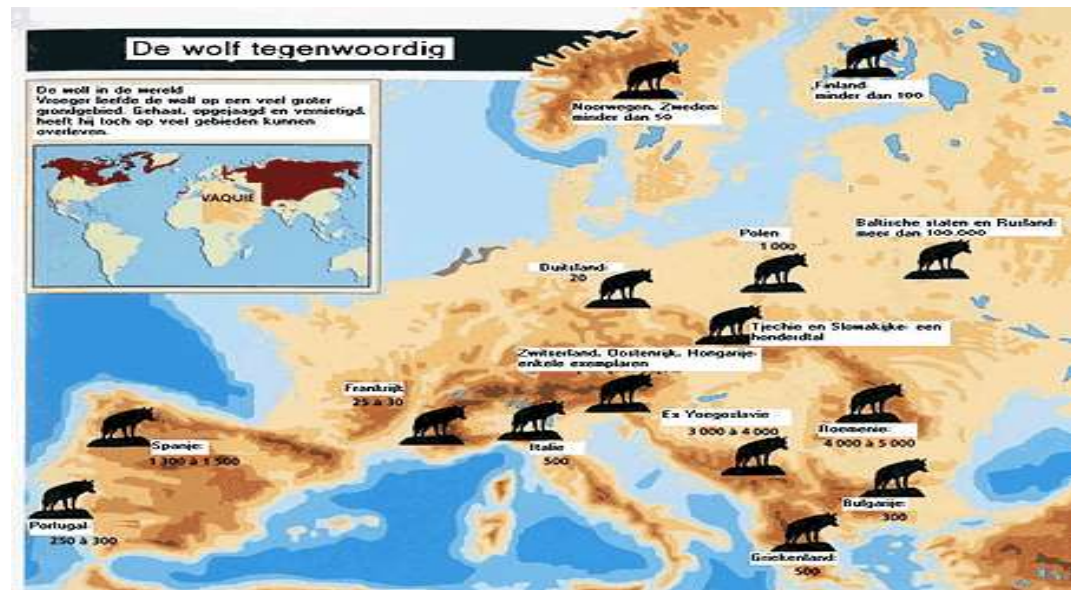 De wolf tegenwoordig
De wolf in de wereld
Vroeger leefde de wolf op een veel groter
grondgebied. Gehaat, opgejaagd en vernietigd,
heeft hij toch op veel gebieden kunnen
overleven.
VAQUIE
Noorwegen, Zweden:
minder dan 50
Finland:
minder dan 100
Baltische staten en Rusland:
meer dan 100.000
Polen:
1 000
Duitsland:
20
Tjechie en Slowakije: een
honderdtal
Zwitserland, Oostenrijk, Hongarije:
enkele exemplaren
Frankrijk:
25 à 30
Ex Yoegoslavie
3 000 à 4 000
Roemenie:
4 000 à 5 000
Spanje:
1 300 à 1 500
Italie
500
Bulgarije:
300
Portugal:
250 à 300
Griekenland:
500